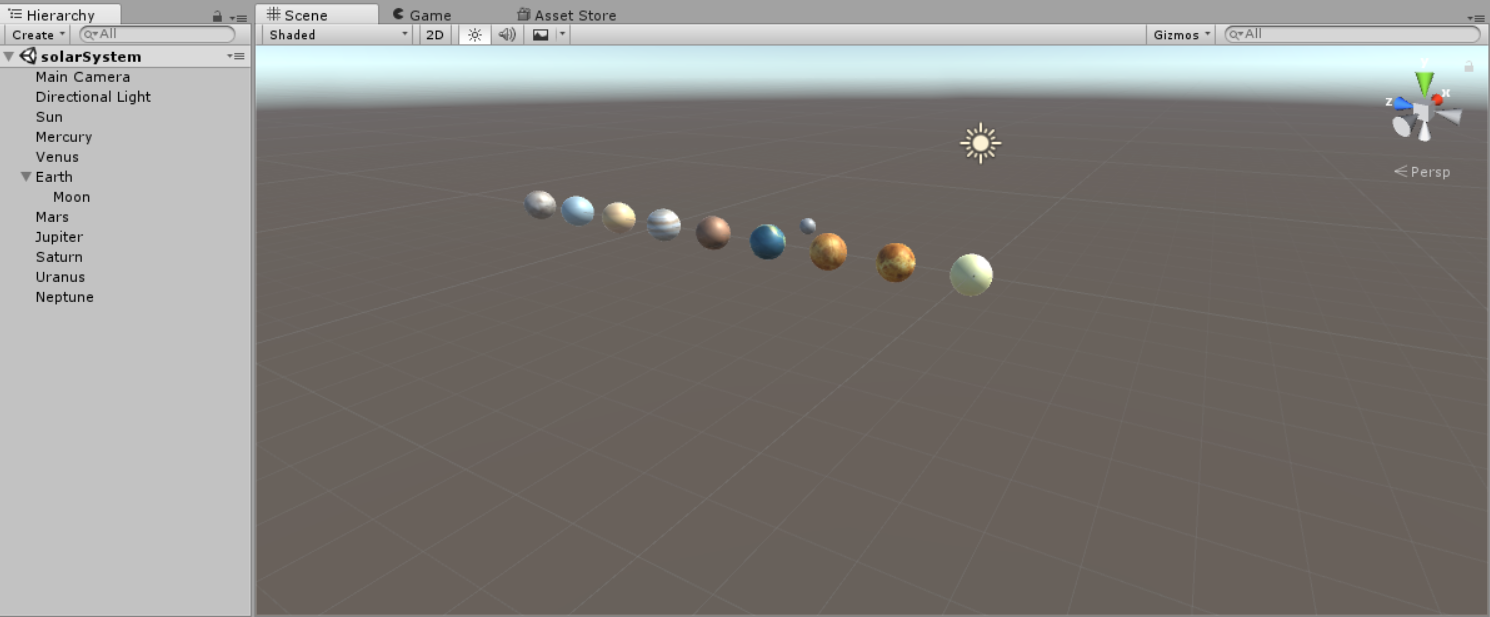 Hierarchy
Create
All
solarSystem
Main Camera
Directional Light
Sun
Mercury
Venus
Earth
Moon
Mars
Jupiter
Saturn
Uranus
Neptune
Scene Game Asset Store
Shaded 2D Gizmos All
y
x
z
Persp